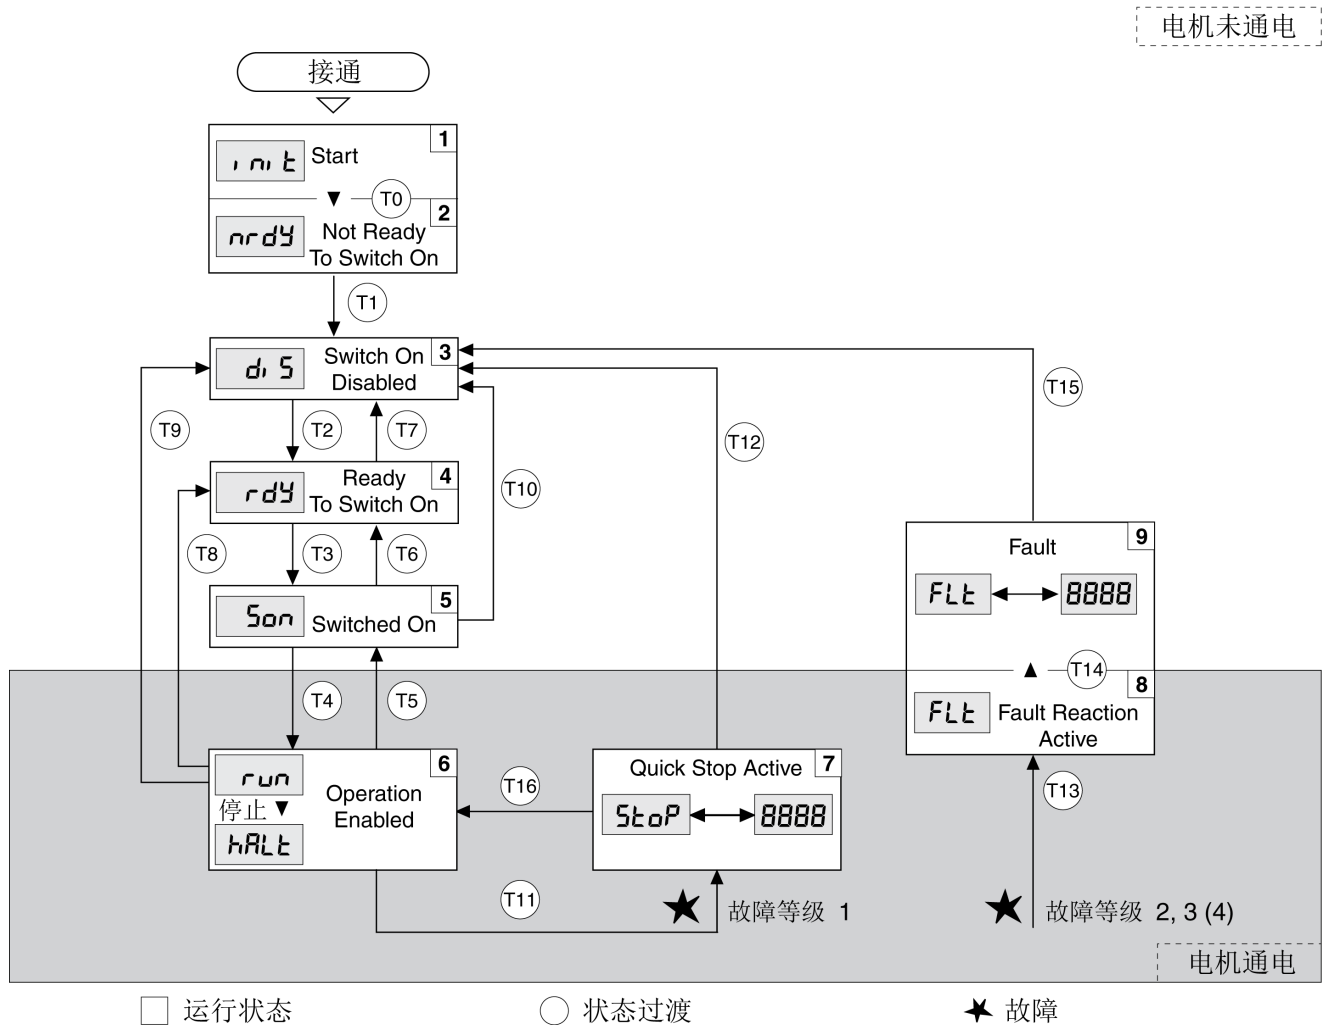 电机未通电
接通
1
init Start
T0
2
nrdy Not Ready
To Switch On
T1
diS Switch On
Disabled
3
T15
T9
T2
T7
T12
rdy Ready
To Switch On
4
T10
T8
T3
T6
9
Fault
FLt 8888
Son Switched On
5
T14
8
FLt Fault Reaction
Active
T4
T5
6
run
停止
hALt
Operation
Enabled
T16
Quick Stop Active 7
StoP 8888
T13
T11
故障等级 1
故障等级 2, 3 (4)
电机通电
运行状态
状态过渡
故障